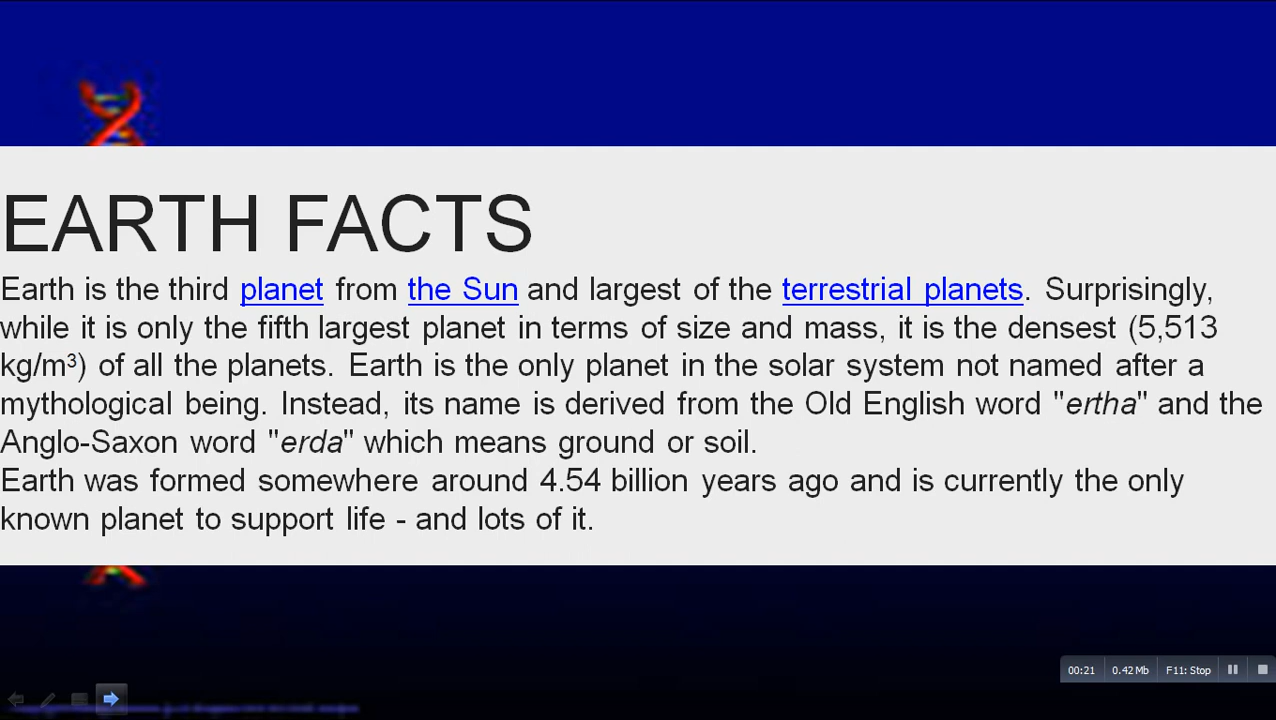 EARTH FACTS
Earth is the third planet from the Sun and largest of the terrestrial planets. Surprisingly,
while it is only the fifth largest planet in terms of size and mass, it is the densest (5,513
kg/m³) of all the planets. Earth is the only planet in the solar system not named after a
mythological being. Instead, its name is derived from the Old English word "ertha" and the
Anglo-Saxon word "erda" which means ground or soil.
Earth was formed somewhere around 4.54 billion years ago and is currently the only
known planet to support life - and lots of it.
00:21 0.42 Mb F11: Stop